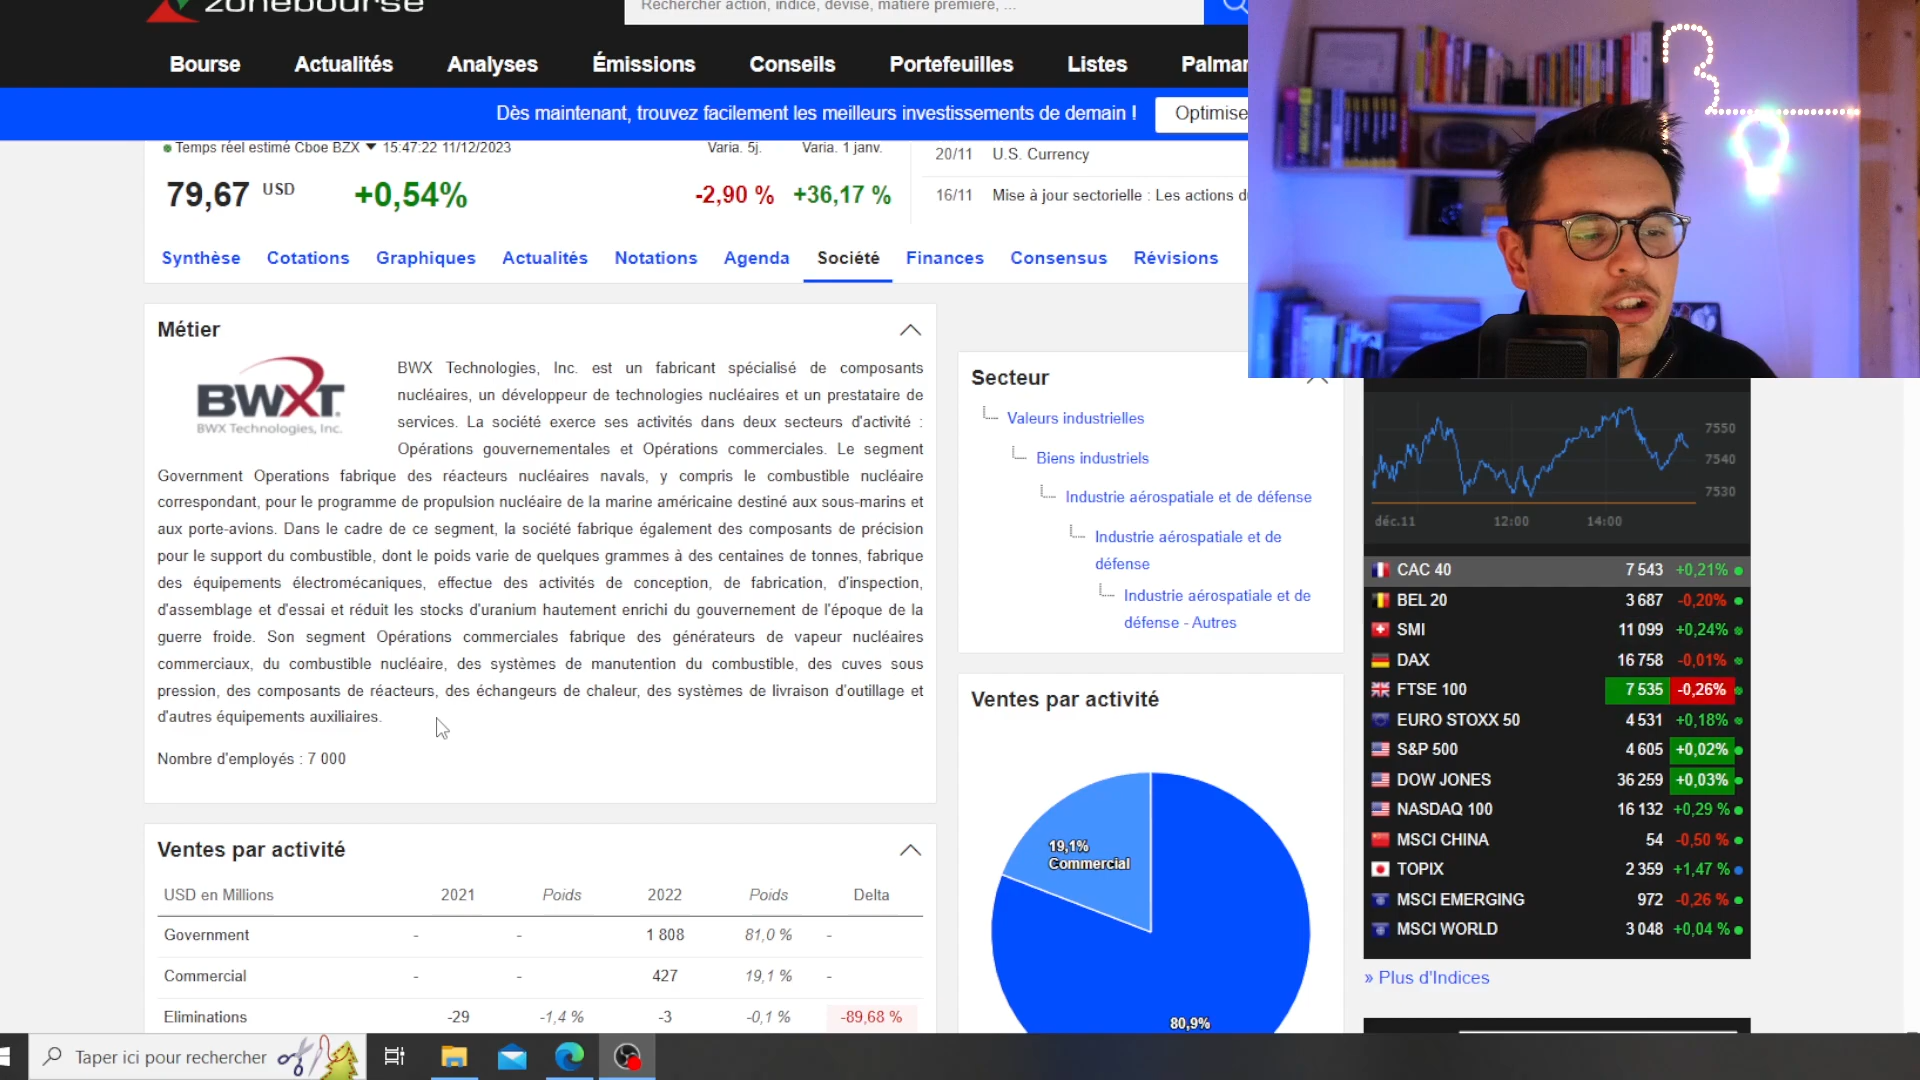 zonebourse
Rechercher action, indice, devise, matière première, ...
Bourse Actualités Analyses Émissions Conseils Portefeuilles Listes Palmar
Dès maintenant, trouvez facilement les meilleurs investissements de demain ! Optimise
Temps réel estimé Cboe BZX 15:47:22 11/12/2023 Varia. 5j. Varia. 1 janv.
79,67 USD +0,54% -2,90 % +36,17 %
20/11 U.S. Currency
16/11 Mise à jour sectorielle : Les actions d
Synthèse Cotations Graphiques Actualités Notations Agenda Société Finances Consensus Révisions
Métier
BWXT
BWX Technologies, Inc.
BWX Technologies, Inc. est un fabricant spécialisé de composants
nucléaires, un développeur de technologies nucléaires et un prestataire de
services. La société exerce ses activités dans deux secteurs d'activité :
Opérations gouvernementales et Opérations commerciales. Le segment
Government Operations fabrique des réacteurs nucléaires navals, y compris le combustible nucléaire
correspondant, pour le programme de propulsion nucléaire de la marine américaine destiné aux sous-marins et
aux porte-avions. Dans le cadre de ce segment, la société fabrique également des composants de précision
pour le support du combustible, dont le poids varie de quelques grammes à des centaines de tonnes, fabrique
des équipements électromécaniques, effectue des activités de conception, de fabrication, d'inspection,
d'assemblage et d'essai et réduit les stocks d'uranium hautement enrichi du gouvernement de l'époque de la
guerre froide. Son segment Opérations commerciales fabrique des générateurs de vapeur nucléaires
commerciaux, du combustible nucléaire, des systèmes de manutention du combustible, des cuves sous
pression, des composants de réacteurs, des échangeurs de chaleur, des systèmes de livraison d'outillage et
d'autres équipements auxiliaires.
Nombre d'employés : 7 000
Ventes par activité
USD en Millions 2021 Poids 2022 Poids Delta
Government - - 1 808 81,0 % -
Commercial - - 427 19,1 % -
Eliminations -29 -1,4 % -3 -0,1 % -89,68 %
Secteur
Valeurs industrielles
Biens industriels
Industrie aérospatiale et de défense
Industrie aérospatiale et de
défense
Industrie aérospatiale et de
défense - Autres
Ventes par activité
19,1%
Commercial
80,9%
7550
7540
7530
déc.11 12:00 14:00
CAC 40 7 543 +0,21%
BEL 20 3 687 -0,20%
SMI 11 099 +0,24%
DAX 16 758 -0,01%
FTSE 100 7 535 -0,26%
EURO STOXX 50 4 531 +0,18%
S&P 500 4 605 +0,02%
DOW JONES 36 259 +0,03%
NASDAQ 100 16 132 +0,29 %
MSCI CHINA 54 -0,50 %
TOPIX 2 359 +1,47 %
MSCI EMERGING 972 -0,26 %
MSCI WORLD 3 048 +0,04 %
» Plus d'Indices
Taper ici pour rechercher